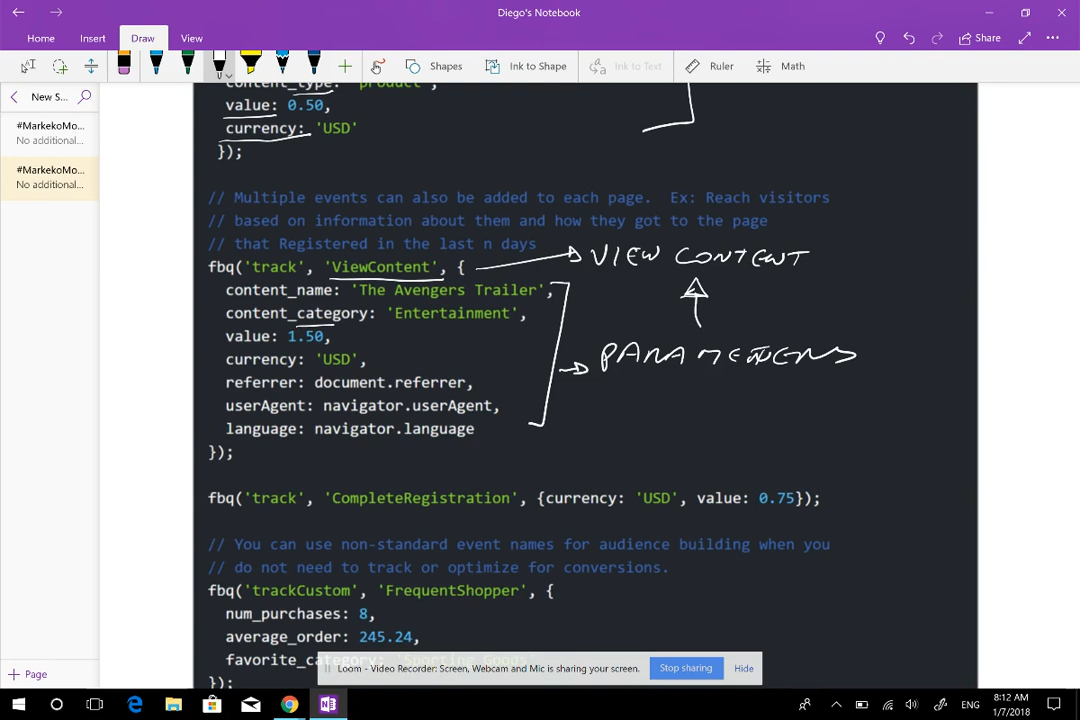 Diego's Notebook
Home Insert Draw View
Share
Shapes Ink to Shape Ink to Text Ruler Math
New S...
#MarkekoMo...
No additional...
#MarkekoMo...
No additional...
content_type: 'product',
value: 0.50,
currency: 'USD'
});
// Multiple events can also be added to each page. Ex: Reach visitors
// based on information about them and how they got to the page
// that Registered in the last n days
fbq('track', 'ViewContent', {
VIEW CONTENT
content_name: 'The Avengers Trailer',
content_category: 'Entertainment',
value: 1.50,
currency: 'USD',
PARAMETERS
referrer: document.referrer,
userAgent: navigator.userAgent,
language: navigator.language
});
fbq('track', 'CompleteRegistration', {currency: 'USD', value: 0.75});
// You can use non-standard event names for audience building when you
// do not need to track or optimize for conversions.
fbq('trackCustom', 'FrequentShopper', {
num_purchases: 8,
average_order: 245.24,
favorite_category: 'Sporting Goods'
});
Loom - Video Recorder: Screen, Webcam and Mic is sharing your screen. Stop sharing Hide
+ Page
ENG
8:12 AM
1/7/2018